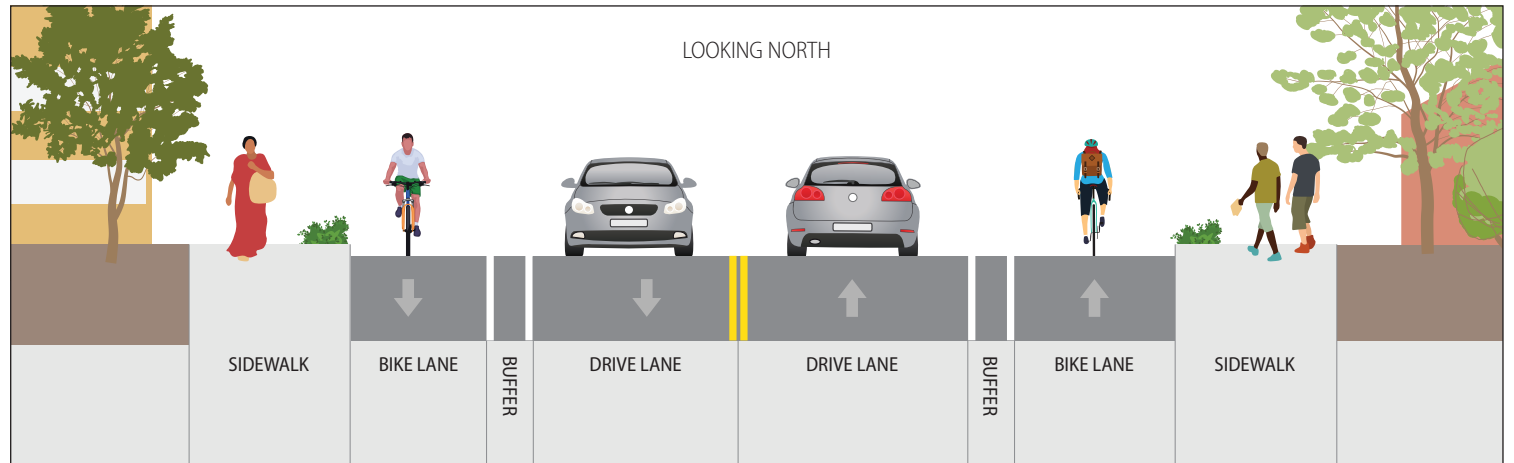 LOOKING NORTH
SIDEWALK
BIKE LANE
BUFFER
DRIVE LANE
DRIVE LANE
BUFFER
BIKE LANE
SIDEWALK